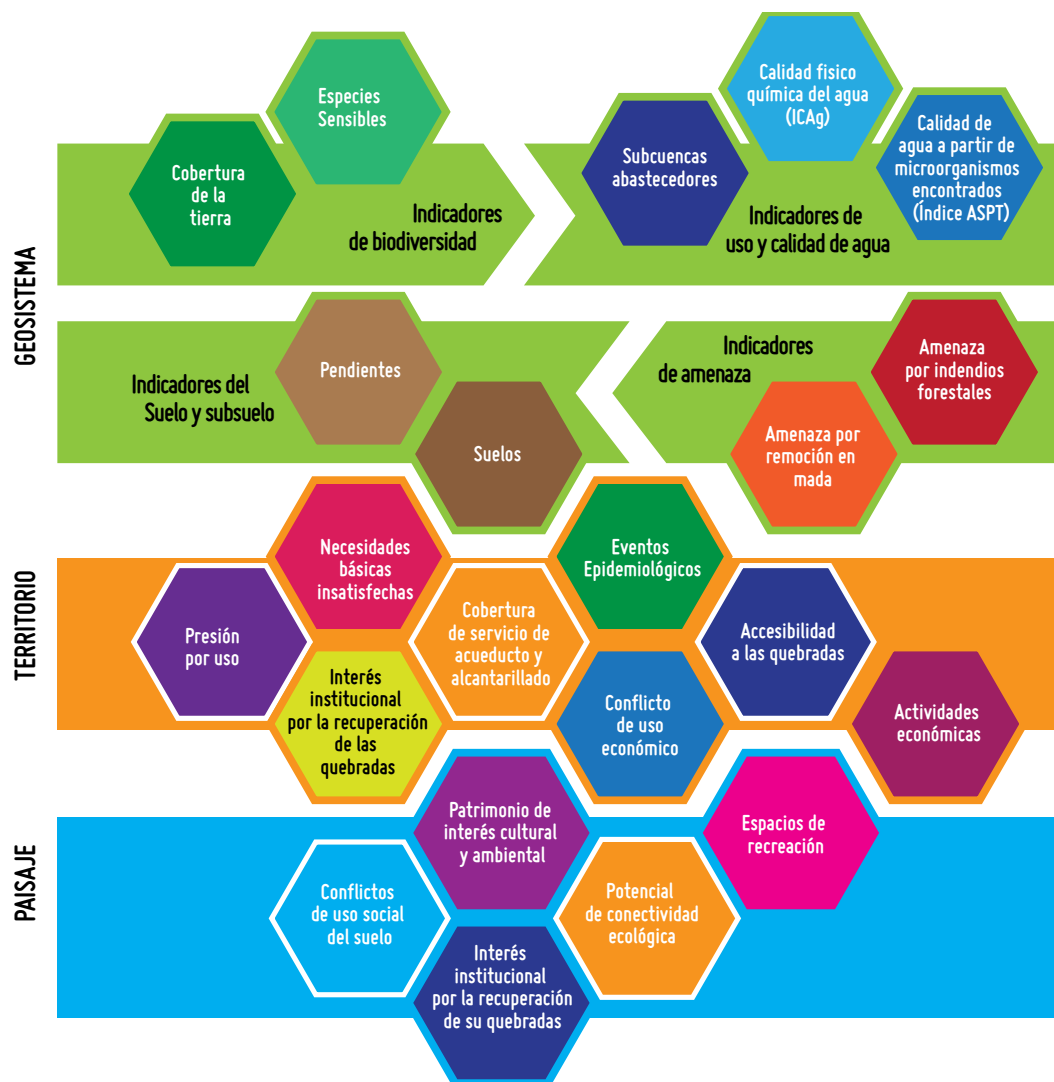 GEOSISTEMA
Especies
Sensibles
Cobertura
de la
tierra
Indicadores
de biodiversidad
Calidad fisico
química del agua
(ICAg)
Subcuencas
abastecedores
Calidad de
agua a partir de
microorganismos
encontrados
(Índice ASPT)
Indicadores de
uso y calidad de agua
Pendientes
Indicadores del
Suelo y subsuelo
Suelos
Indicadores
de amenaza
Amenaza
por indendios
forestales
Amenaza por
remoción en
mada
TERRITORIO
Necesidades
básicas
insatisfechas
Eventos
Epidemiológicos
Presión
por uso
Cobertura
de servicio de
acueducto y
alcantarillado
Accesibilidad
a las quebradas
Interés
institucional
por la recuperación
de las
quebradas
Conflicto
de uso
económico
Actividades
económicas
PAISAJE
Patrimonio de
interés cultural
y ambiental
Espacios de
recreación
Conflictos
de uso social
del suelo
Potencial
de conectividad
ecológica
Interés
institucional
por la recuperación
de su quebradas